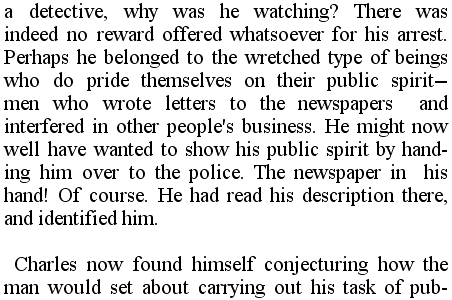 a detective, why was he watching? There was
indeed no reward offered whatsoever for his arrest.
Perhaps he belonged to the wretched type of beings
who do pride themselves on their public spirit—
men who wrote letters to the newspapers and
interfered in other people's business. He might now
well have wanted to show his public spirit by hand-
ing him over to the police. The newspaper in his
hand! Of course. He had read his description there,
and identified him.
Charles now found himself conjecturing how the
man would set about carrying out his task of pub-